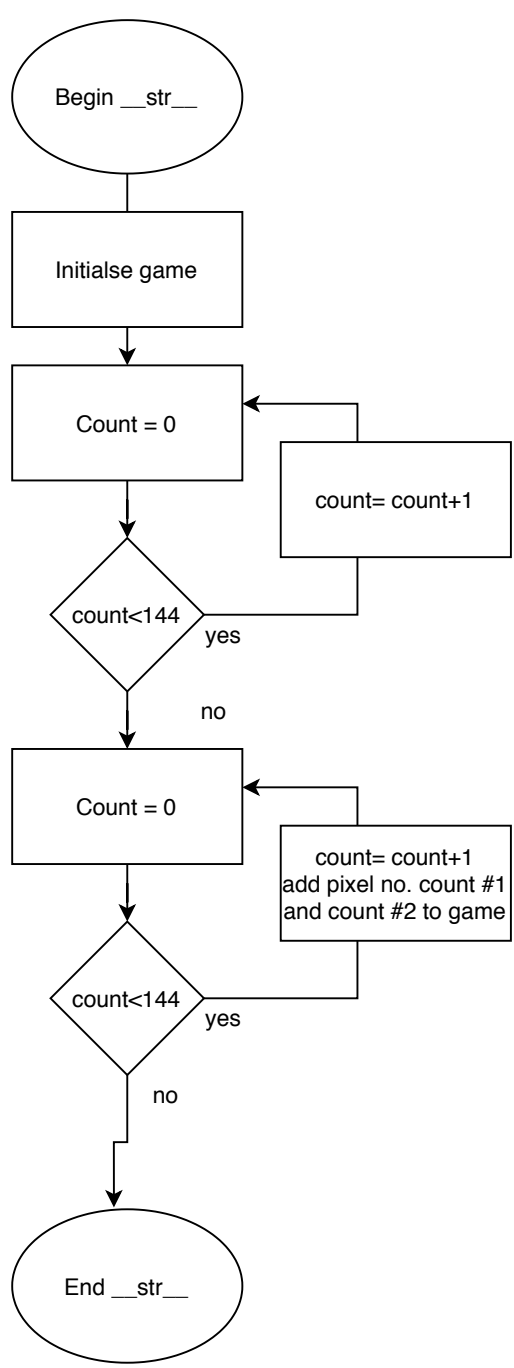 Begin __str__
Initialse game
Count = 0
count= count+1
count<144
yes
no
Count = 0
count= count+1
add pixel no. count #1
and count #2 to game
count<144
yes
no
End __str__